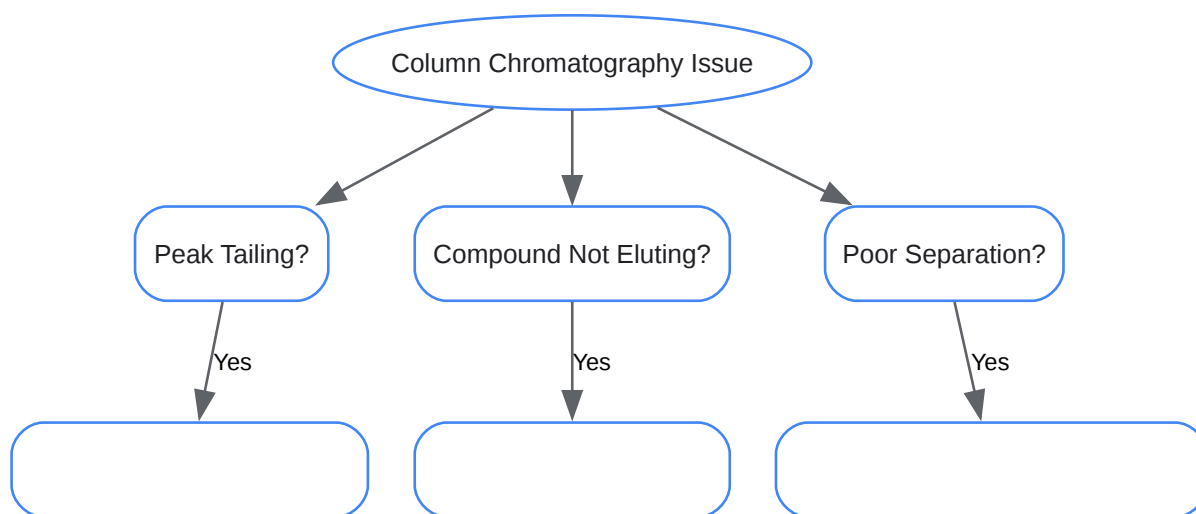 Column Chromatography Issue
Peak Tailing?
Compound Not Eluting?
Poor Separation?
Yes
Yes
Yes